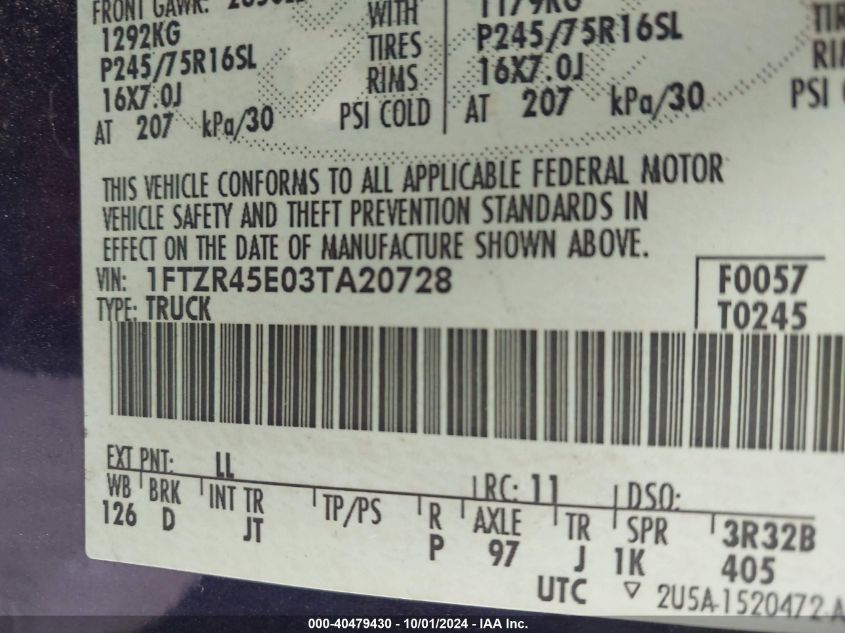 FRONT GAWR:
WITH
1292KG TIRES
P245/75R16SL RIMS P245/75R16SL
16X7.0J 16X7.0J
AT 207 kPa/30 PSI COLD AT 207 kPa/30 PSI
THIS VEHICLE CONFORMS TO ALL APPLICABLE FEDERAL MOTOR
VEHICLE SAFETY AND THEFT PREVENTION STANDARDS IN
EFFECT ON THE DATE OF MANUFACTURE SHOWN ABOVE.
VIN: 1FTZR45E03TA20728 F0057
TYPE: TRUCK T0245
EXT PNT: LL RC: 11 DSO:
WB BRK INT TR TP/PS R AXLE TR SPR 3R32B
126 D JT P 97 J 1K 405
UTC ▽ 2U5A-1520472-A
000-40479430 - 10/01/2024 - IAA Inc.